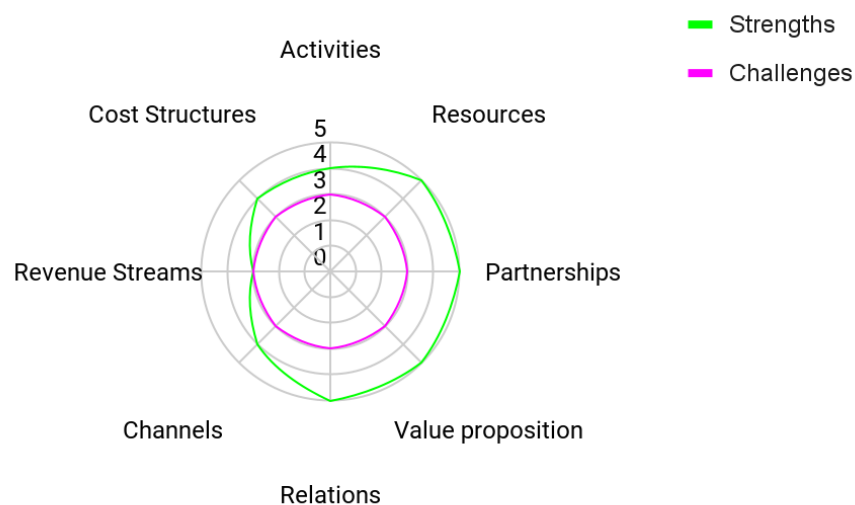 Strengths
Activities
Challenges
Cost Structures
Resources
5
4
3
2
1
0
Revenue Streams
Partnerships
Channels
Value proposition
Relations